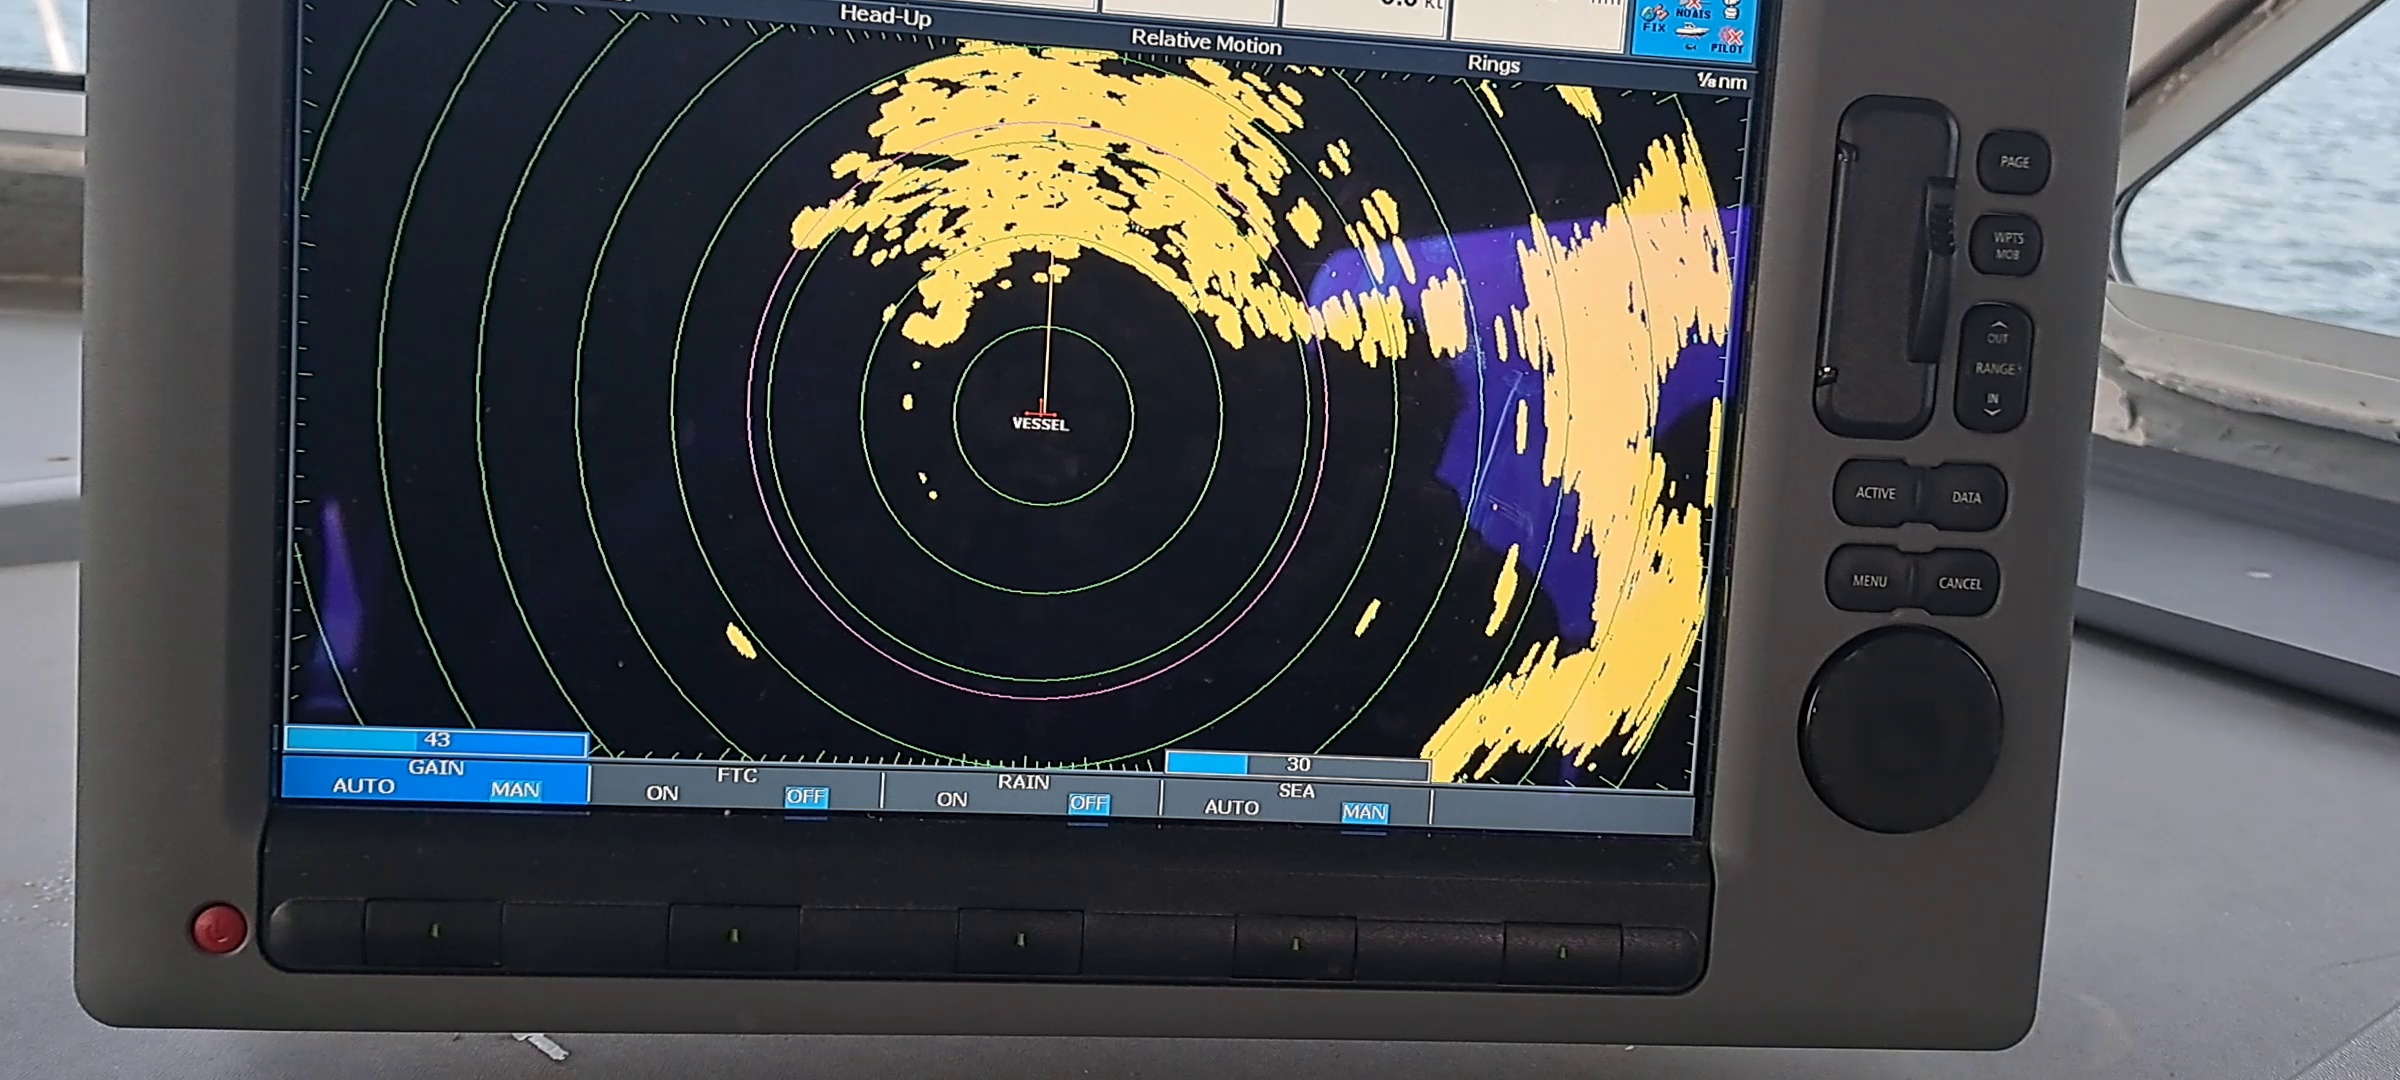 NOAIS
FIX
PILOT
Head-Up
Relative Motion
Rings
⅛nm
PAGE
WPTS
MOB
OUT
RANGE
IN
VESSEL
ACTIVE
DATA
MENU
CANCEL
43
30
GAIN
FTC
RAIN
SEA
AUTO MAN
ON OFF
ON OFF
AUTO MAN